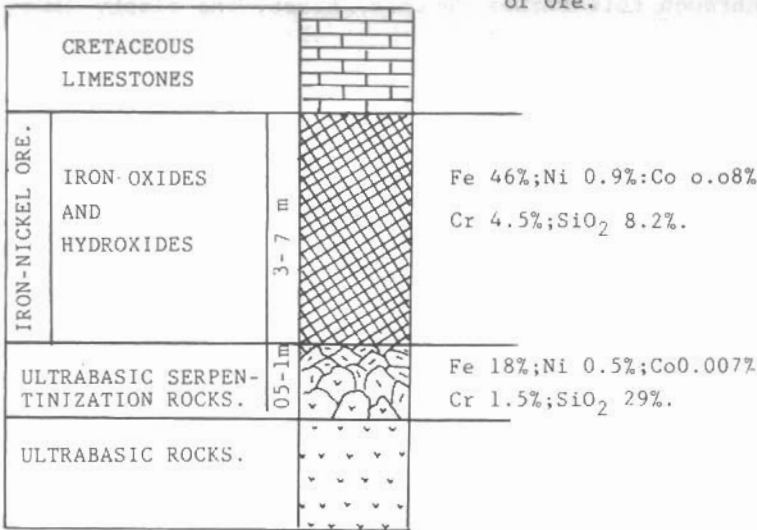 or Ore.
CRETACEOUS
LIMESTONES
IRON-NICKEL ORE.
IRON-OXIDES
AND
HYDROXIDES
3-7 m
Fe 46%;Ni 0.9%:Co o.o8%
Cr 4.5%;SiO2 8.2%.
ULTRABASIC SERPEN-
TINIZATION ROCKS.
05-1m
Fe 18%;Ni 0.5%;Co0.007%
Cr 1.5%;SiO2 29%.
ULTRABASIC ROCKS.